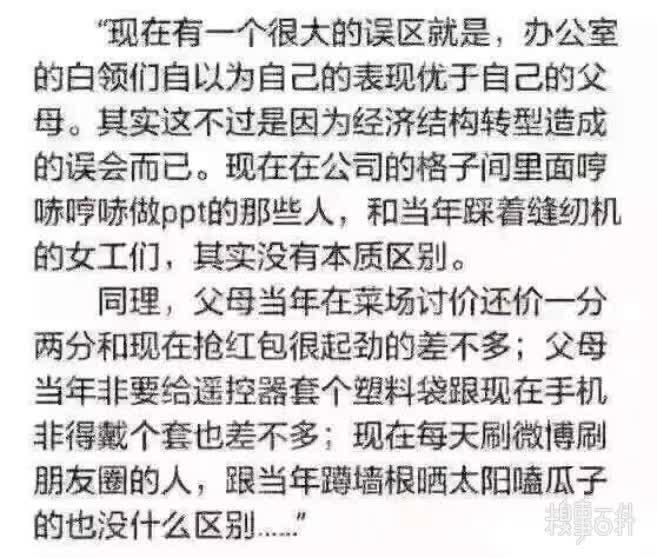 “现在有一个很大的误区就是，办公室
的白领们自以为自己的表现优于自己的父
母。其实这不过是因为经济结构转型造成
的误会而已。现在在公司的格子间里面哼
哧哼哧做ppt的那些人，和当年踩着缝纫机
的女工们，其实没有本质区别。
同理，父母当年在菜场讨价还价一分
两分和现在抢红包很起劲的差不多；父母
当年非要给遥控器套个塑料袋跟现在手机
非得戴个套也差不多；现在每天刷微博刷
朋友圈的人，跟当年蹲墙根晒太阳嗑瓜子
的也没什么区别……”